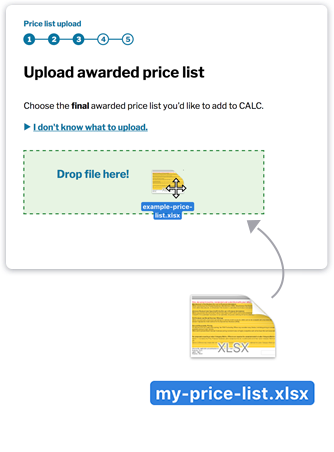 Price list upload
1 2 3 4 5
Upload awarded price list
Choose the final awarded price list you'd like to add to CALC.
I don't know what to upload.
Drop file here!
example-price-
list.xlsx
XLSX
my-price-list.xlsx